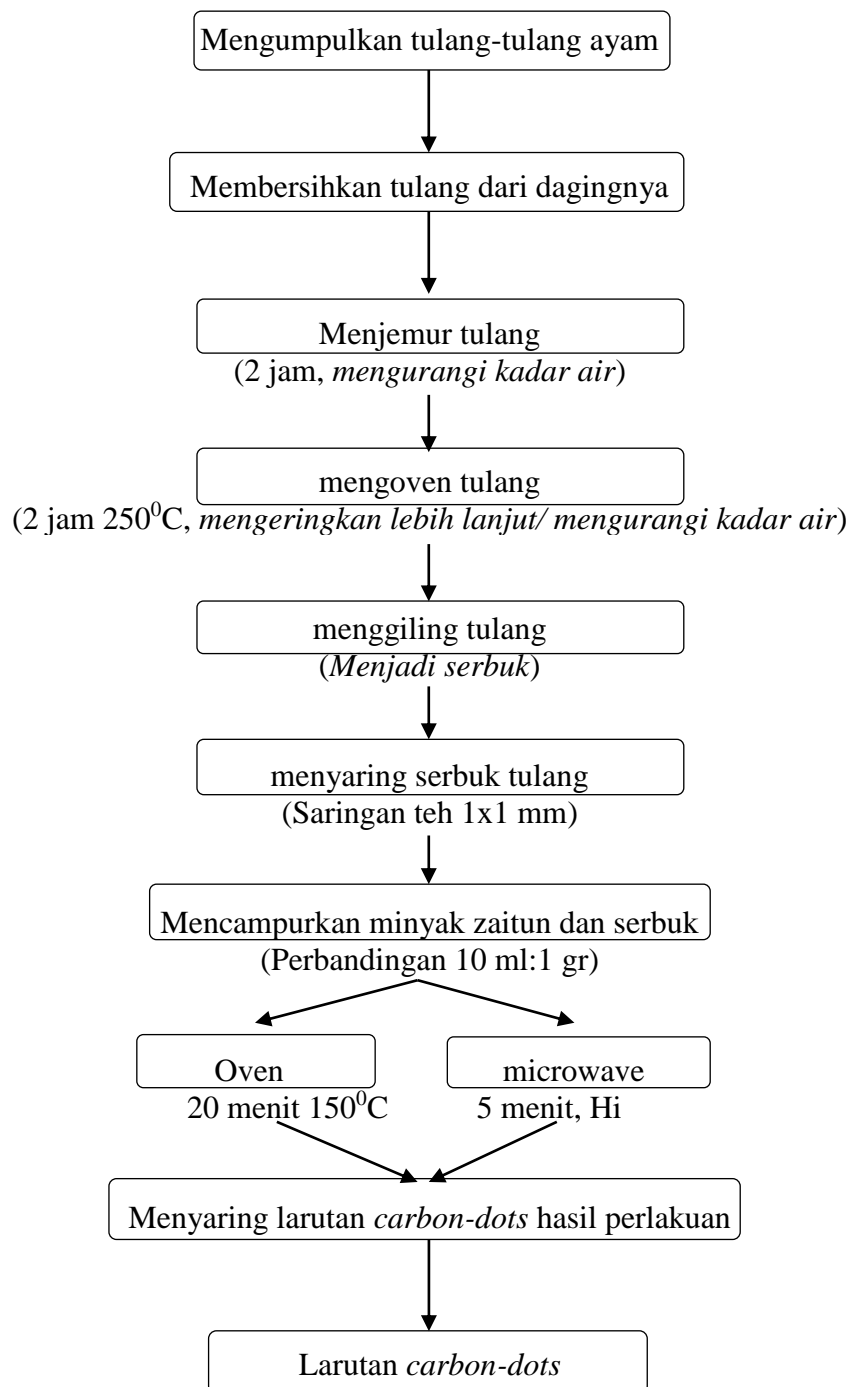 Mengumpulkan tulang-tulang ayam
Membersihkan tulang dari dagingnya
Menjemur tulang
(2 jam, mengurangi kadar air)
mengoven tulang
(2 jam 250⁰C, mengeringkan lebih lanjut/ mengurangi kadar air)
menggiling tulang
(Menjadi serbuk)
menyaring serbuk tulang
(Saringan teh 1x1 mm)
Mencampurkan minyak zaitun dan serbuk
(Perbandingan 10 ml:1 gr)
Oven
20 menit 150⁰C
microwave
5 menit, Hi
Menyaring larutan carbon-dots hasil perlakuan
Larutan carbon-dots